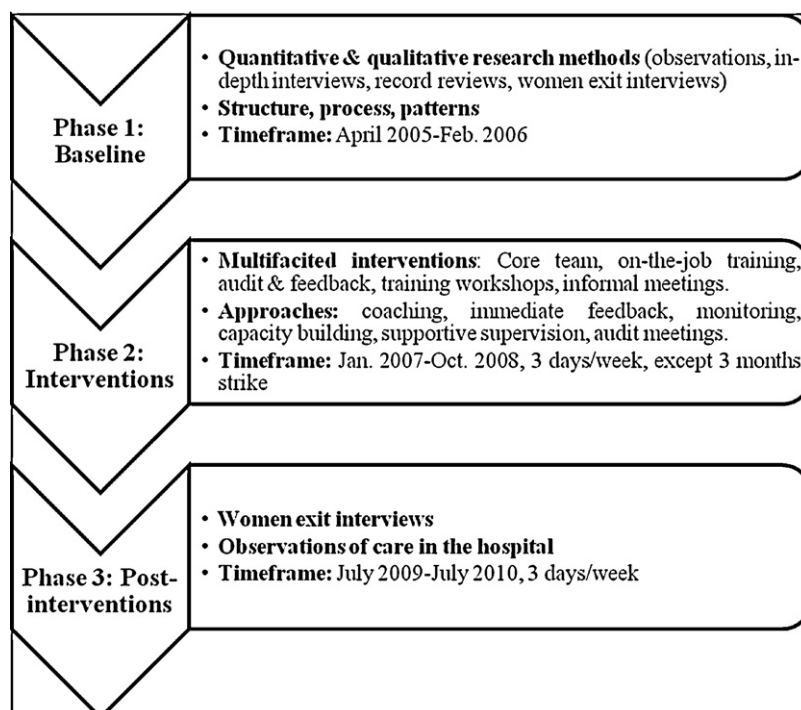 Phase 1:
Baseline
• Quantitative & qualitative research methods (observations, in-
depth interviews, record reviews, women exit interviews)
• Structure, process, patterns
• Timeframe: April 2005-Feb. 2006
Phase 2:
Interventions
• Multifacited interventions: Core team, on-the-job training,
audit & feedback, training workshops, informal meetings.
• Approaches: coaching, immediate feedback, monitoring,
capacity building, supportive supervision, audit meetings.
• Timeframe: Jan. 2007-Oct. 2008, 3 days/week, except 3 months
strike
Phase 3: Post-
interventions
• Women exit interviews
• Observations of care in the hospital
• Timeframe: July 2009-July 2010, 3 days/week